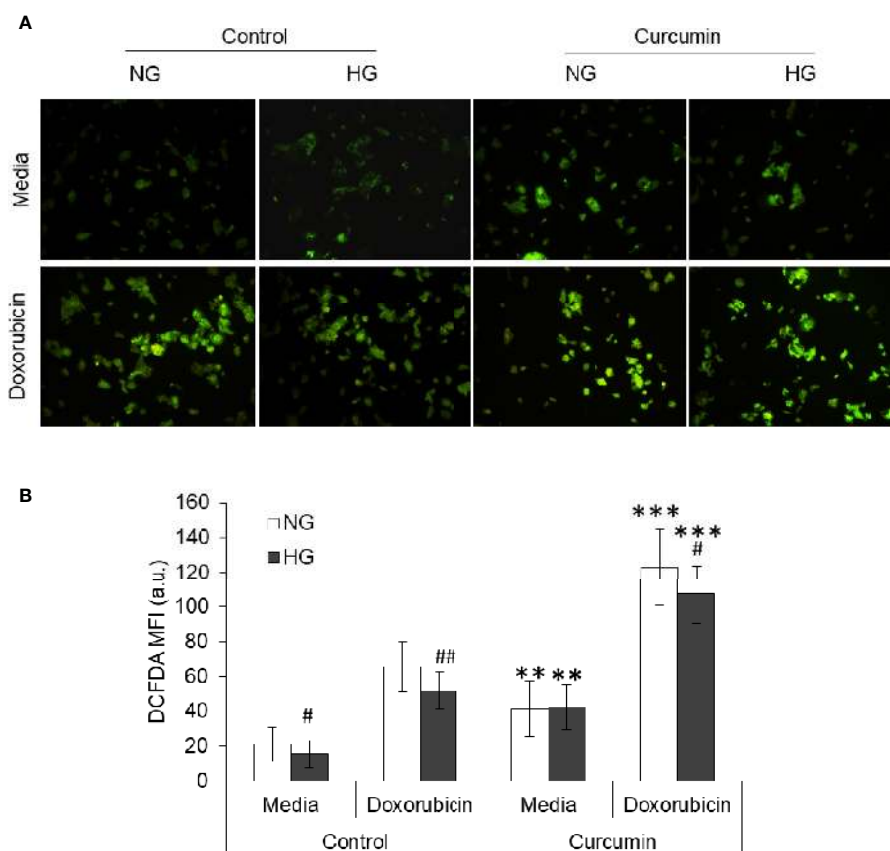 A
Control Curcumin
NG HG NG HG
Media
Doxorubicin
B
160
140
120
100
80
60
40
20
0
DCFDA MFI (a.u.)
NG
HG
#
##
** **
***
***
#
Media Doxorubicin Media Doxorubicin
Control Curcumin